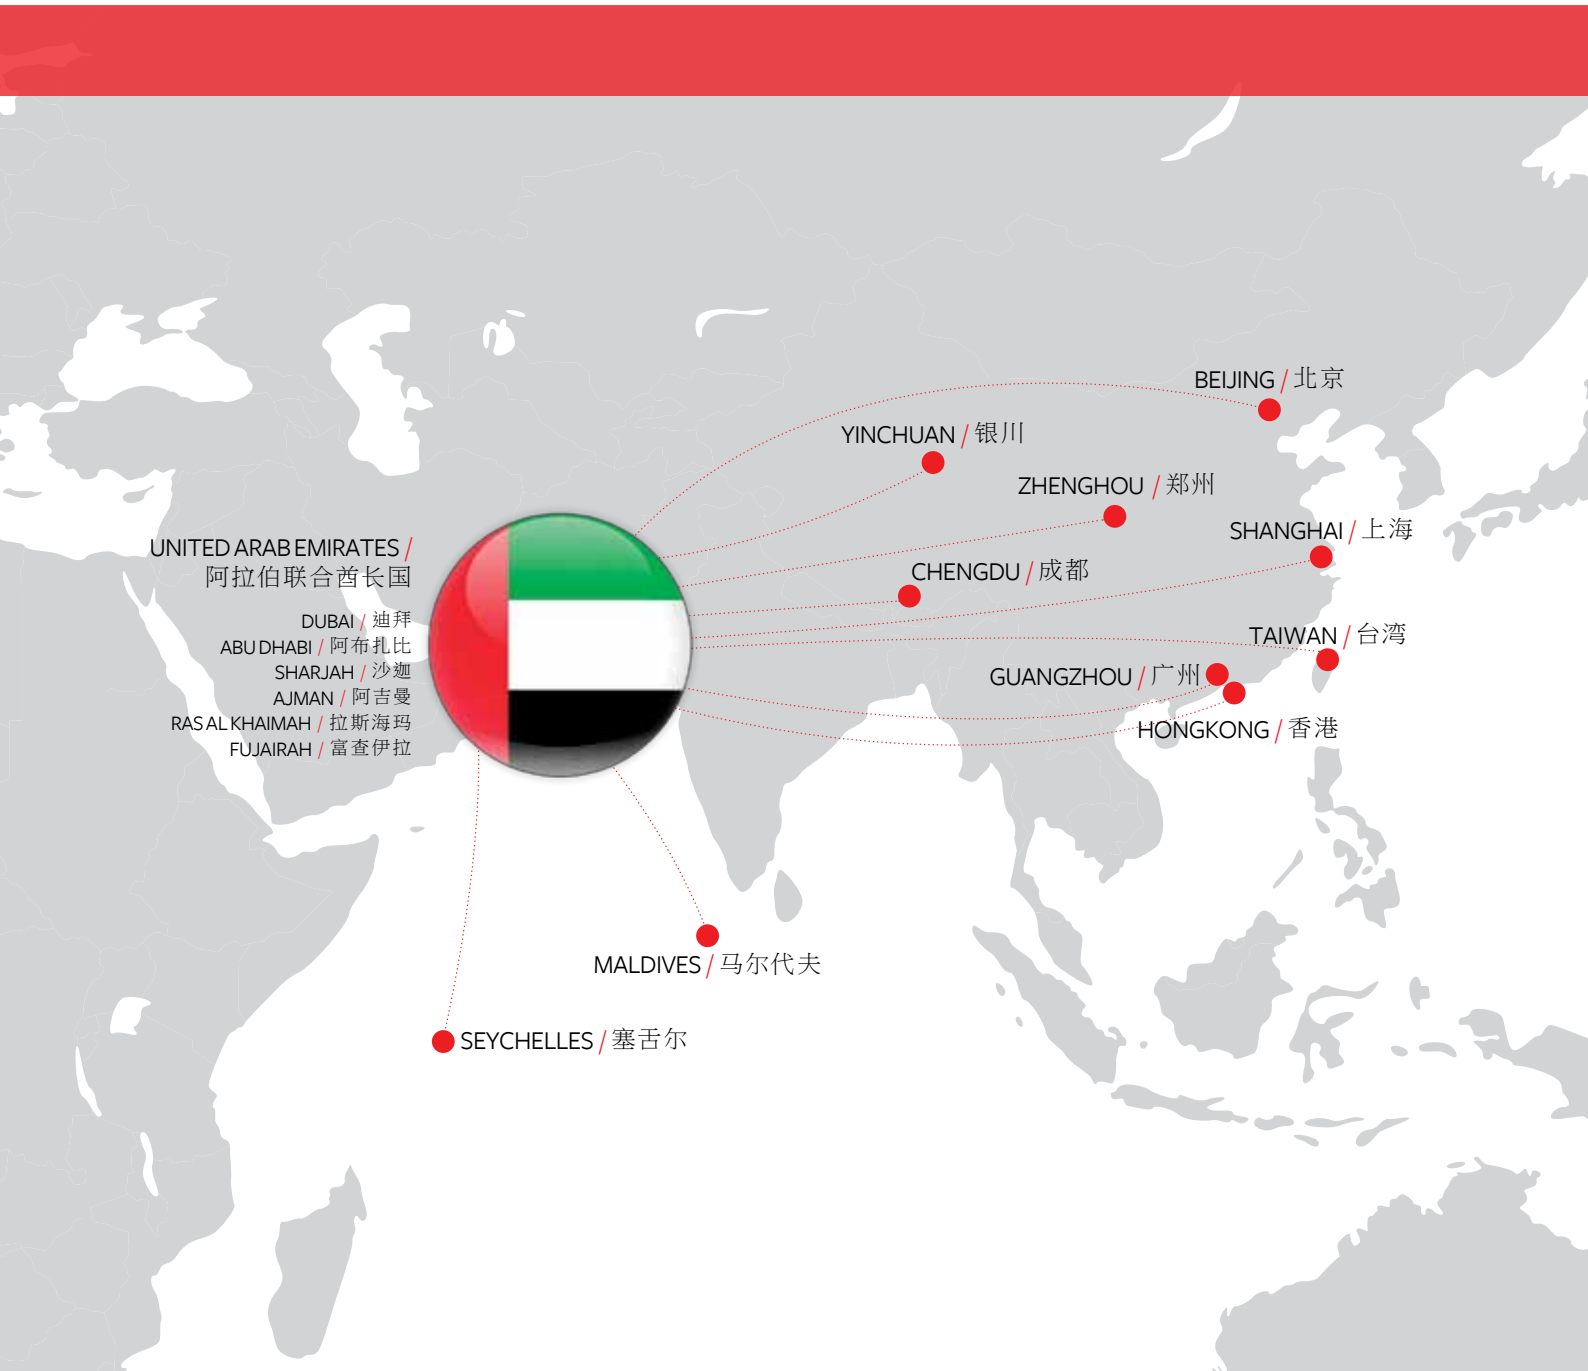 BEIJING / 北京
YINCHUAN / 银川
ZHENGHOU / 郑州
SHANGHAI / 上海
UNITED ARAB EMIRATES /
阿拉伯联合酋长国
CHENGDU / 成都
DUBAI / 迪拜
ABU DHABI / 阿布扎比
SHARJAH / 沙迦
AJMAN / 阿吉曼
RAS AL KHAIMAH / 拉斯海玛
FUJAIRAH / 富查伊拉
TAIWAN / 台湾
GUANGZHOU / 广州
HONGKONG / 香港
MALDIVES / 马尔代夫
SEYCHELLES / 塞舌尔